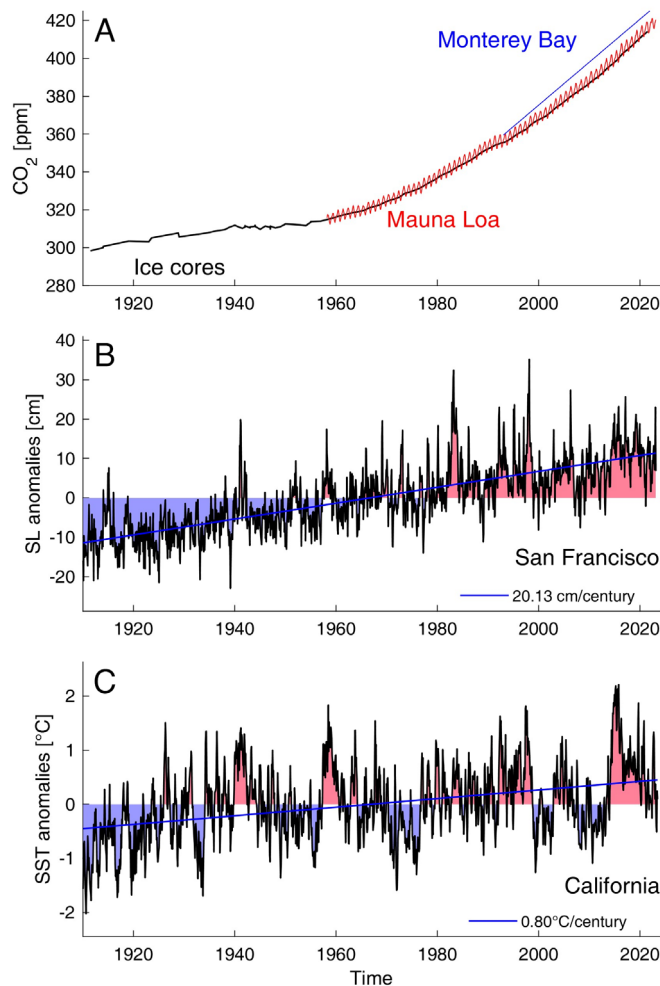 A
420
400
380
360
340
320
300
280
CO2 [ppm]
Monterey Bay
Mauna Loa
Ice cores
1920 1940 1960 1980 2000 2020
B
40
30
20
10
0
-10
-20
SL anomalies [cm]
San Francisco
20.13 cm/century
1920 1940 1960 1980 2000 2020
C
2
1
0
-1
-2
SST anomalies [°C]
California
0.80°C/century
1920 1940 1960 1980 2000 2020
Time